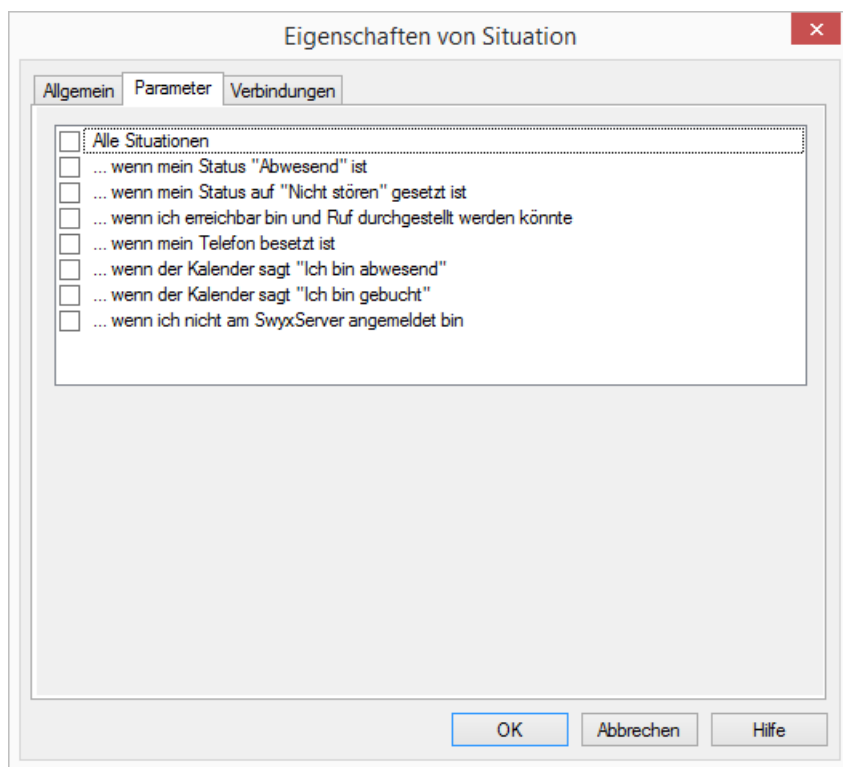 Eigenschaften von Situation
Allgemein Parameter Verbindungen
Alle Situationen
... wenn mein Status "Abwesend" ist
... wenn mein Status auf "Nicht stören" gesetzt ist
... wenn ich erreichbar bin und Ruf durchgestellt werden könnte
... wenn mein Telefon besetzt ist
... wenn der Kalender sagt "Ich bin abwesend"
... wenn der Kalender sagt "Ich bin gebucht"
... wenn ich nicht am SwyxServer angemeldet bin
OK Abbrechen Hilfe